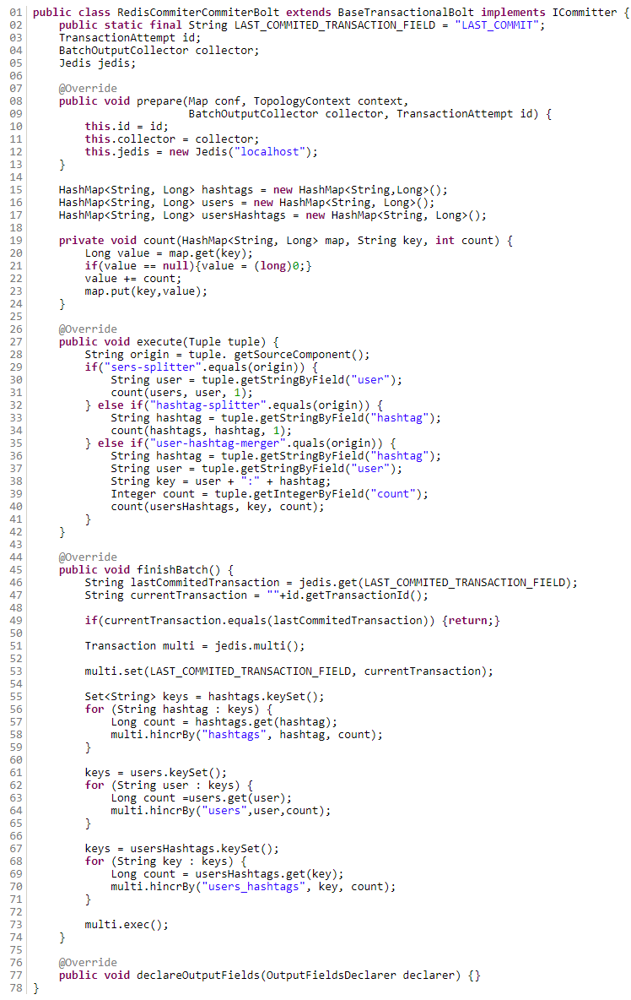 01 public class RedisCommiterCommiterBolt extends BaseTransactionalBolt implements ICommitter {
02     public static final String LAST_COMMITED_TRANSACTION_FIELD = "LAST_COMMIT";
03     TransactionAttempt id;
04     BatchOutputCollector collector;
05     Jedis jedis;
06
07     @Override
08     public void prepare(Map conf, TopologyContext context,
09                         BatchOutputCollector collector, TransactionAttempt id) {
10         this.id = id;
11         this.collector = collector;
12         this.jedis = new Jedis("localhost");
13     }
14
15     HashMap<String, Long> hashtags = new HashMap<String,Long>();
16     HashMap<String, Long> users = new HashMap<String, Long>();
17     HashMap<String, Long> usersHashtags = new HashMap<String, Long>();
18
19     private void count(HashMap<String, Long> map, String key, int count) {
20         Long value = map.get(key);
21         if(value == null){value = (long)0;}
22         value += count;
23         map.put(key,value);
24     }
25
26     @Override
27     public void execute(Tuple tuple) {
28         String origin = tuple. getSourceComponent();
29         if("sers-splitter".equals(origin)) {
30             String user = tuple.getStringByField("user");
31             count(users, user, 1);
32         } else if("hashtag-splitter".equals(origin)) {
33             String hashtag = tuple.getStringByField("hashtag");
34             count(hashtags, hashtag, 1);
35         } else if("user-hashtag-merger".quals(origin)) {
36             String hashtag = tuple.getStringByField("hashtag");
37             String user = tuple.getStringByField("user");
38             String key = user + ":" + hashtag;
39             Integer count = tuple.getIntegerByField("count");
40             count(usersHashtags, key, count);
41         }
42     }
43
44     @Override
45     public void finishBatch() {
46         String lastCommitedTransaction = jedis.get(LAST_COMMITED_TRANSACTION_FIELD);
47         String currentTransaction = ""+id.getTransactionId();
48
49         if(currentTransaction.equals(lastCommitedTransaction)) {return;}
50
51         Transaction multi = jedis.multi();
52
53         multi.set(LAST_COMMITED_TRANSACTION_FIELD, currentTransaction);
54
55         Set<String> keys = hashtags.keySet();
56         for (String hashtag : keys) {
57             Long count = hashtags.get(hashtag);
58             multi.hincrBy("hashtags", hashtag, count);
59         }
60
61         keys = users.keySet();
62         for (String user : keys) {
63             Long count =users.get(user);
64             multi.hincrBy("users",user,count);
65         }
66
67         keys = usersHashtags.keySet();
68         for (String key : keys) {
69             Long count = usersHashtags.get(key);
70             multi.hincrBy("users_hashtags", key, count);
71         }
72
73         multi.exec();
74     }
75
76     @Override
77     public void declareOutputFields(OutputFieldsDeclarer declarer) {}
78 }